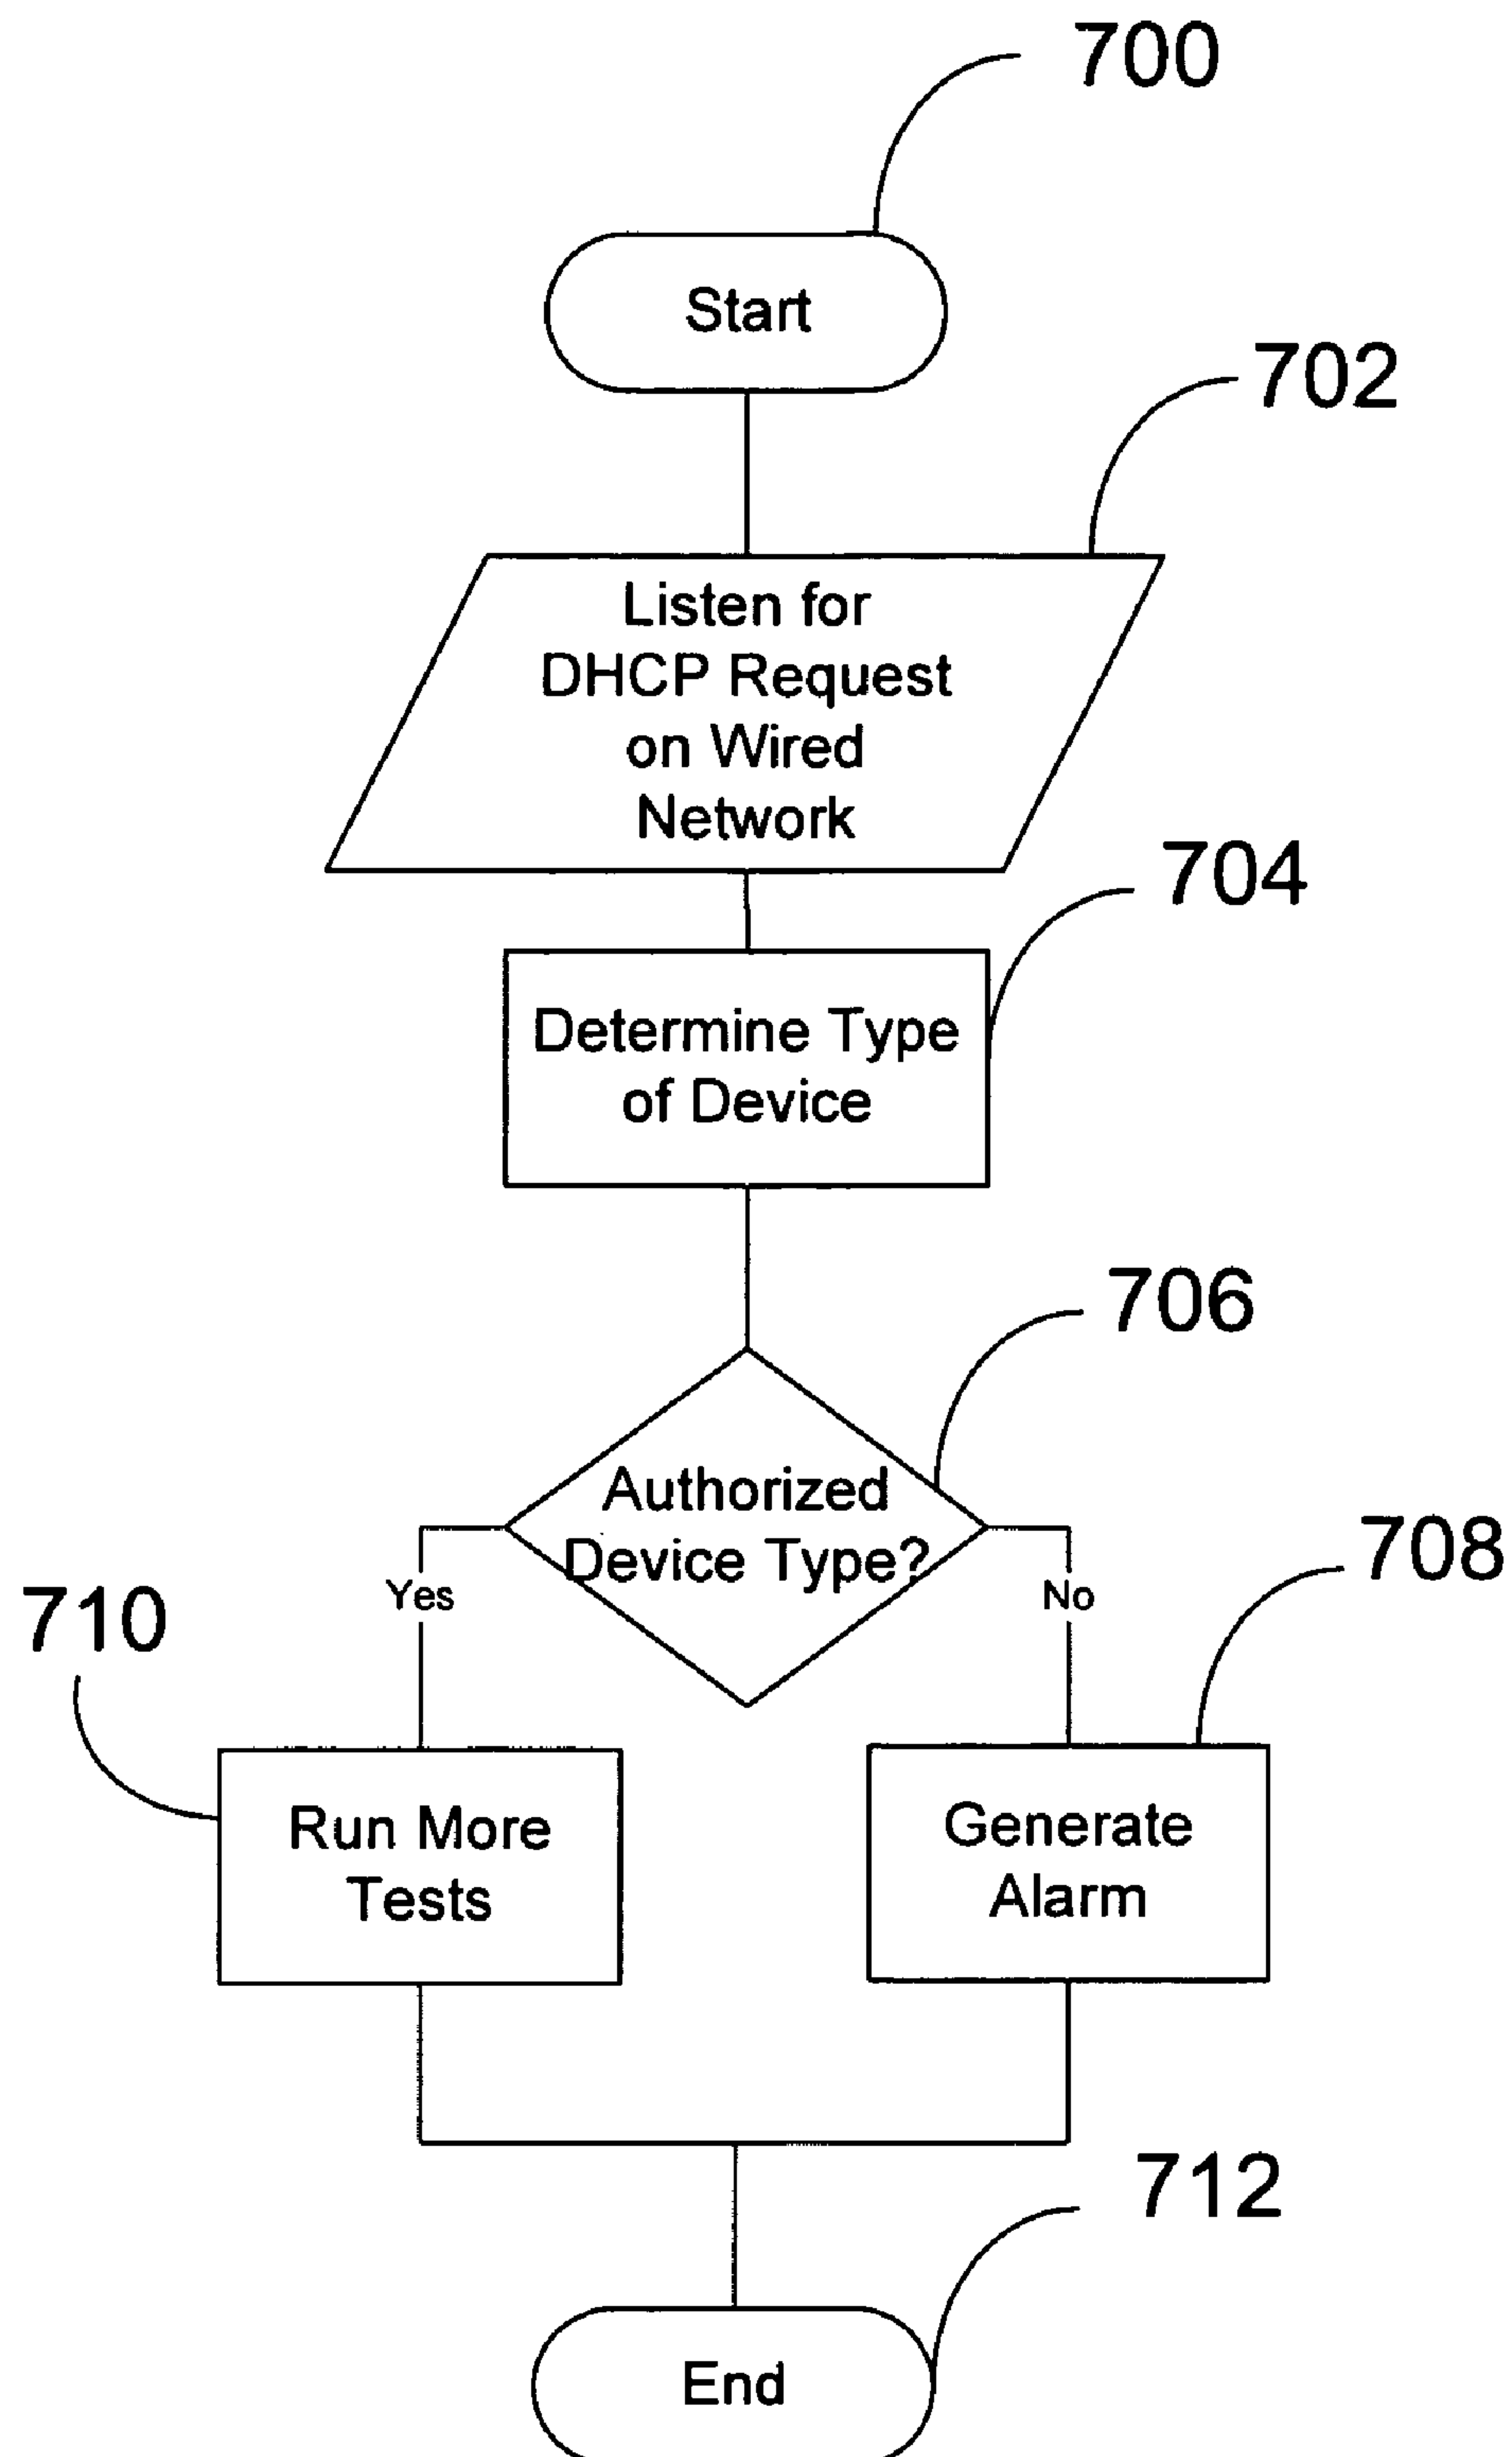 700
Start
702
Listen for
DHCP Request
on Wired
Network
704
Determine Type
of Device
706
Authorized
Device Type?
Yes
No
708
710
Run More
Tests
Generate
Alarm
712
End